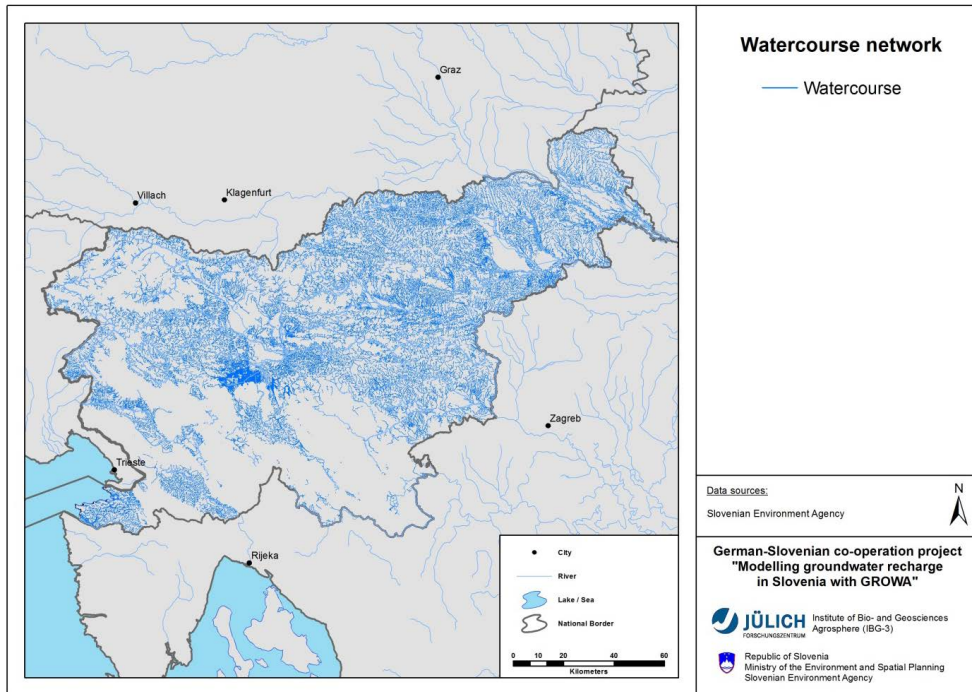 Graz
Klagenfurt
Villach
Zagreb
Trieste
Rijeka
City
River
Lake / Sea
National Border
0 10 20 40 60
Kilometers
Watercourse network
Watercourse
Data sources:
Slovenian Environment Agency
N
German-Slovenian co-operation project
"Modelling groundwater recharge
in Slovenia with GROWA"
JÜLICH
FORSCHUNGSZENTRUM
Institute of Bio- and Geosciences
Agrosphere (IBG-3)
Republic of Slovenia
Ministry of the Environment and Spatial Planning
Slovenian Environment Agency